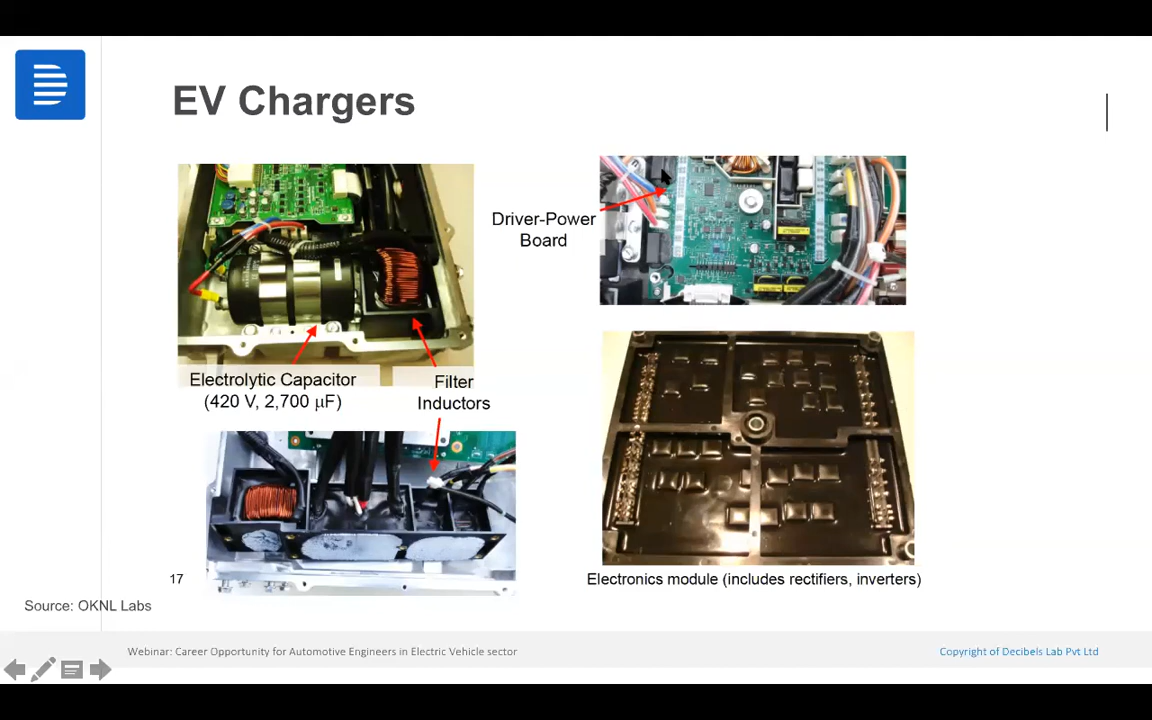 EV Chargers
Driver-Power
Board
Electrolytic Capacitor
(420 V, 2,700 μF)
Filter
Inductors
Electronics module (includes rectifiers, inverters)
17
Source: OKNL Labs
Webinar: Career Opportunity for Automotive Engineers in Electric Vehicle sector
Copyright of Decibels Lab Pvt Ltd